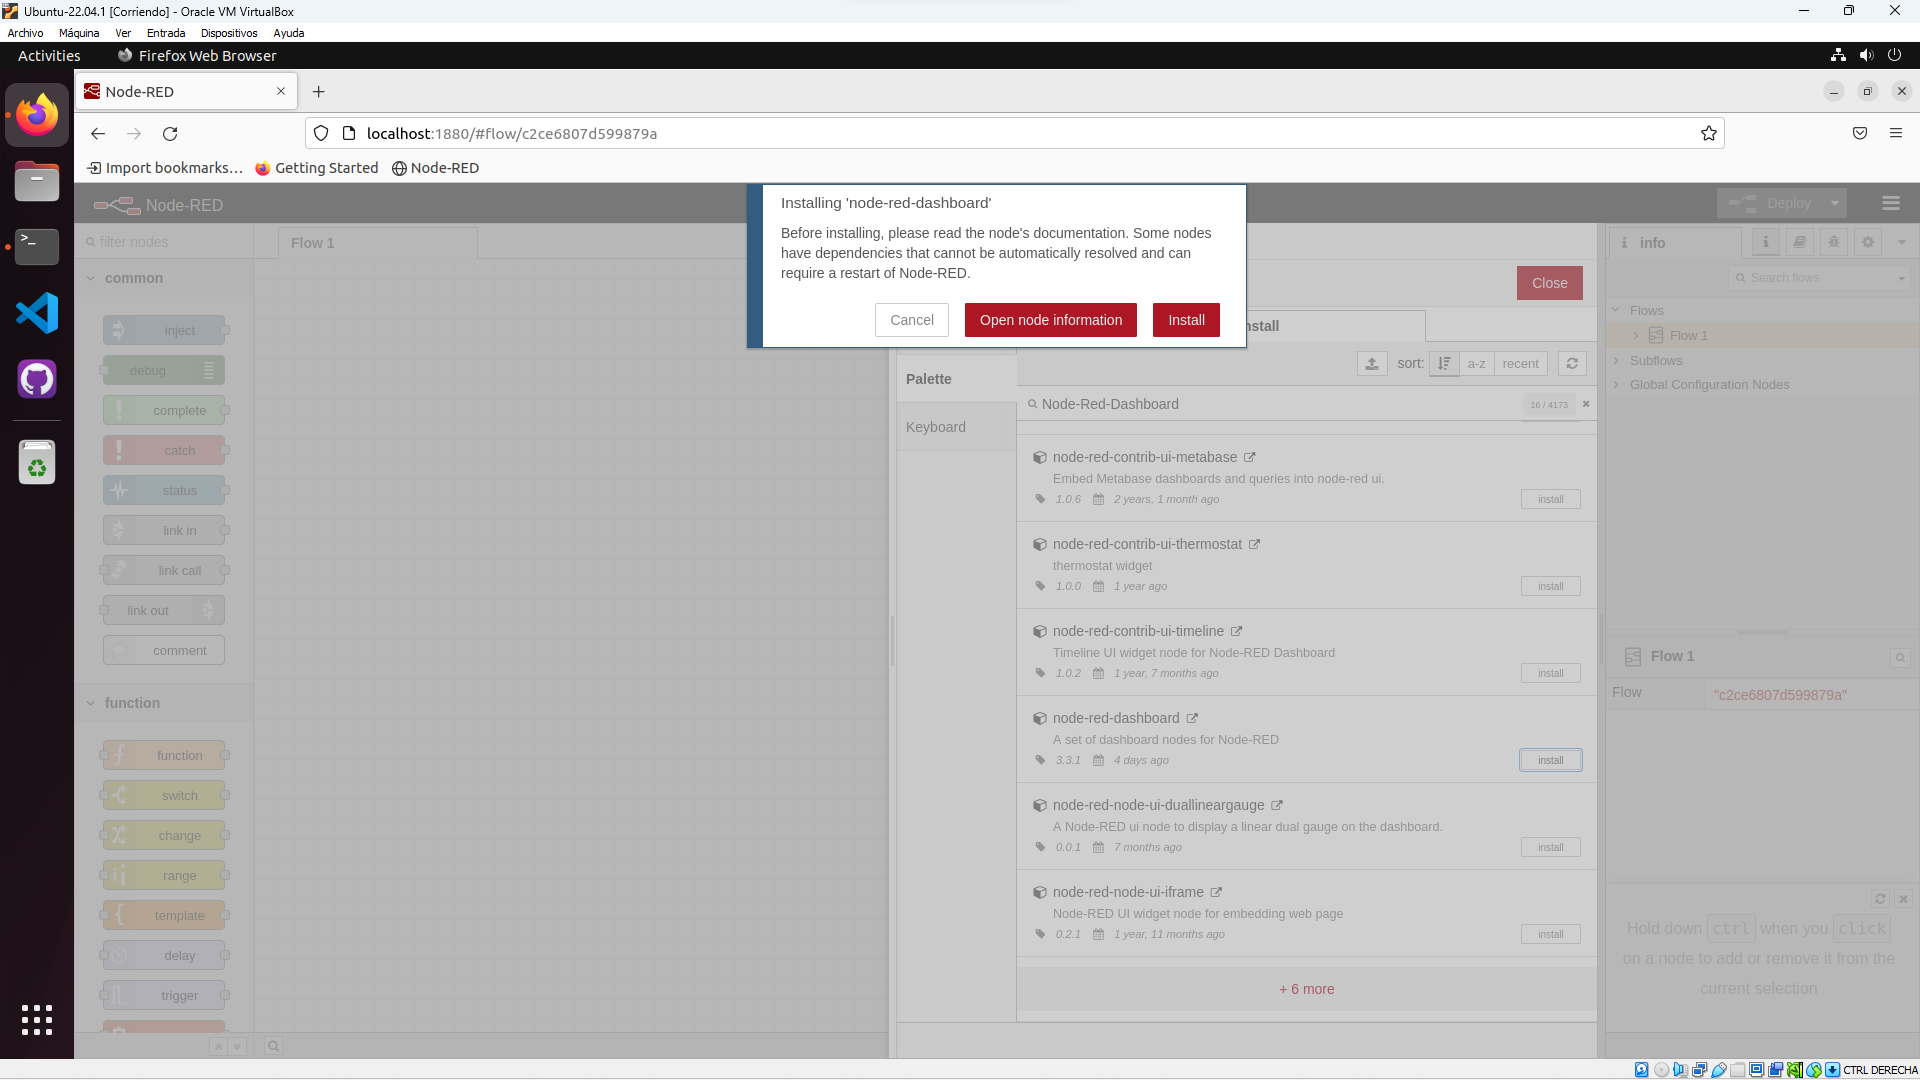 Ubuntu-22.04.1 [Corriendo] - Oracle VM VirtualBox
Archivo Máquina Ver Entrada Dispositivos Ayuda
Activities Firefox Web Browser
Node-RED
localhost:1880/#flow/c2ce6807d599879a
Import bookmarks… Getting Started Node-RED
Node-RED
Deploy
Installing 'node-red-dashboard'
Before installing, please read the node's documentation. Some nodes
have dependencies that cannot be automatically resolved and can
require a restart of Node-RED.
Cancel Open node information Install
filter nodes
Flow 1
common
inject
debug
complete
catch
status
link in
link call
link out
comment
function
function
switch
change
range
template
delay
trigger
Close
Palette
Keyboard
sort: a-z recent
Node-Red-Dashboard 16 / 4173
node-red-contrib-ui-metabase
Embed Metabase dashboards and queries into node-red ui.
1.0.6 2 years, 1 month ago install
node-red-contrib-ui-thermostat
thermostat widget
1.0.0 1 year ago install
node-red-contrib-ui-timeline
Timeline UI widget node for Node-RED Dashboard
1.0.2 1 year, 7 months ago install
node-red-dashboard
A set of dashboard nodes for Node-RED
3.3.1 4 days ago install
node-red-node-ui-duallineargauge
A Node-RED ui node to display a linear dual gauge on the dashboard.
0.0.1 7 months ago install
node-red-node-ui-iframe
Node-RED UI widget node for embedding web page
0.2.1 1 year, 11 months ago install
+ 6 more
info
Search flows
Flows
Flow 1
Subflows
Global Configuration Nodes
Flow 1
Flow "c2ce6807d599879a"
Hold down ctrl when you click
on a node to add or remove it from the
current selection
CTRL DERECHA